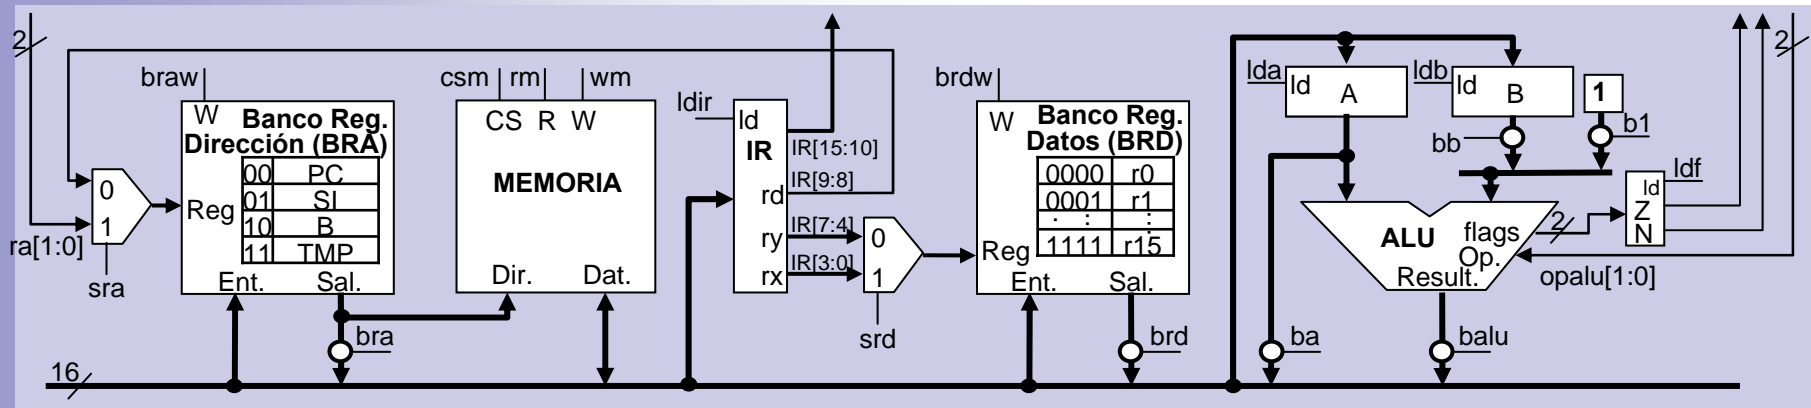 2
ra[1:0]
0
1
sra
braw
W
Banco Reg.
Dirección (BRA)
00 PC
01 SI
10 B
11 TMP
Reg
Ent. Sal.
bra
16
csm rm wm
CS R W
MEMORIA
Dir. Dat.
ldir
ld
IR
IR[15:10]
rd IR[9:8]
ry IR[7:4]
rx IR[3:0]
0
1
srd
brdw
W
Banco Reg.
Datos (BRD)
0000 r0
0001 r1
: :
1111 r15
Reg
Ent. Sal.
brd
lda
ld
A
ldb
ld
B
1
bb
b1
ldf
ld
Z
N
2
ALU
flags
Op.
Result.
opalu[1:0]
2
ba
balu